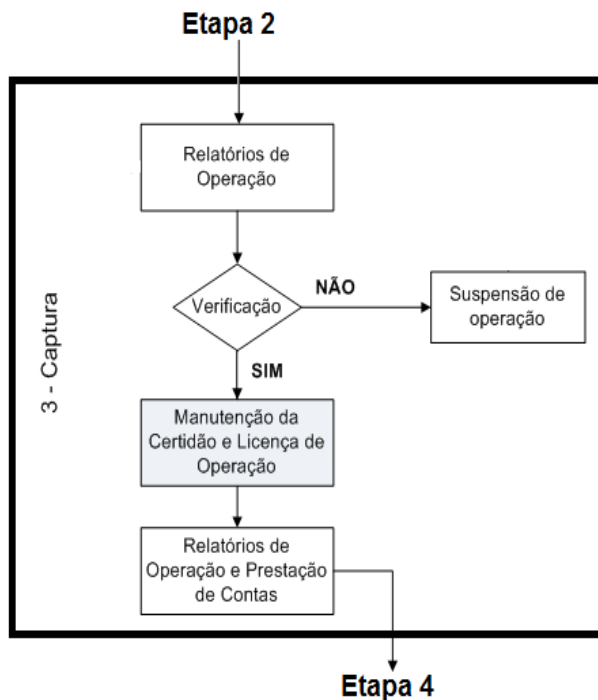 Etapa 2
Relatórios de
Operação
Verificação
NÃO
Suspensão de
operação
SIM
3 - Captura
Manutenção da
Certidão e Licença de
Operação
Relatórios de
Operação e Prestação
de Contas
Etapa 4